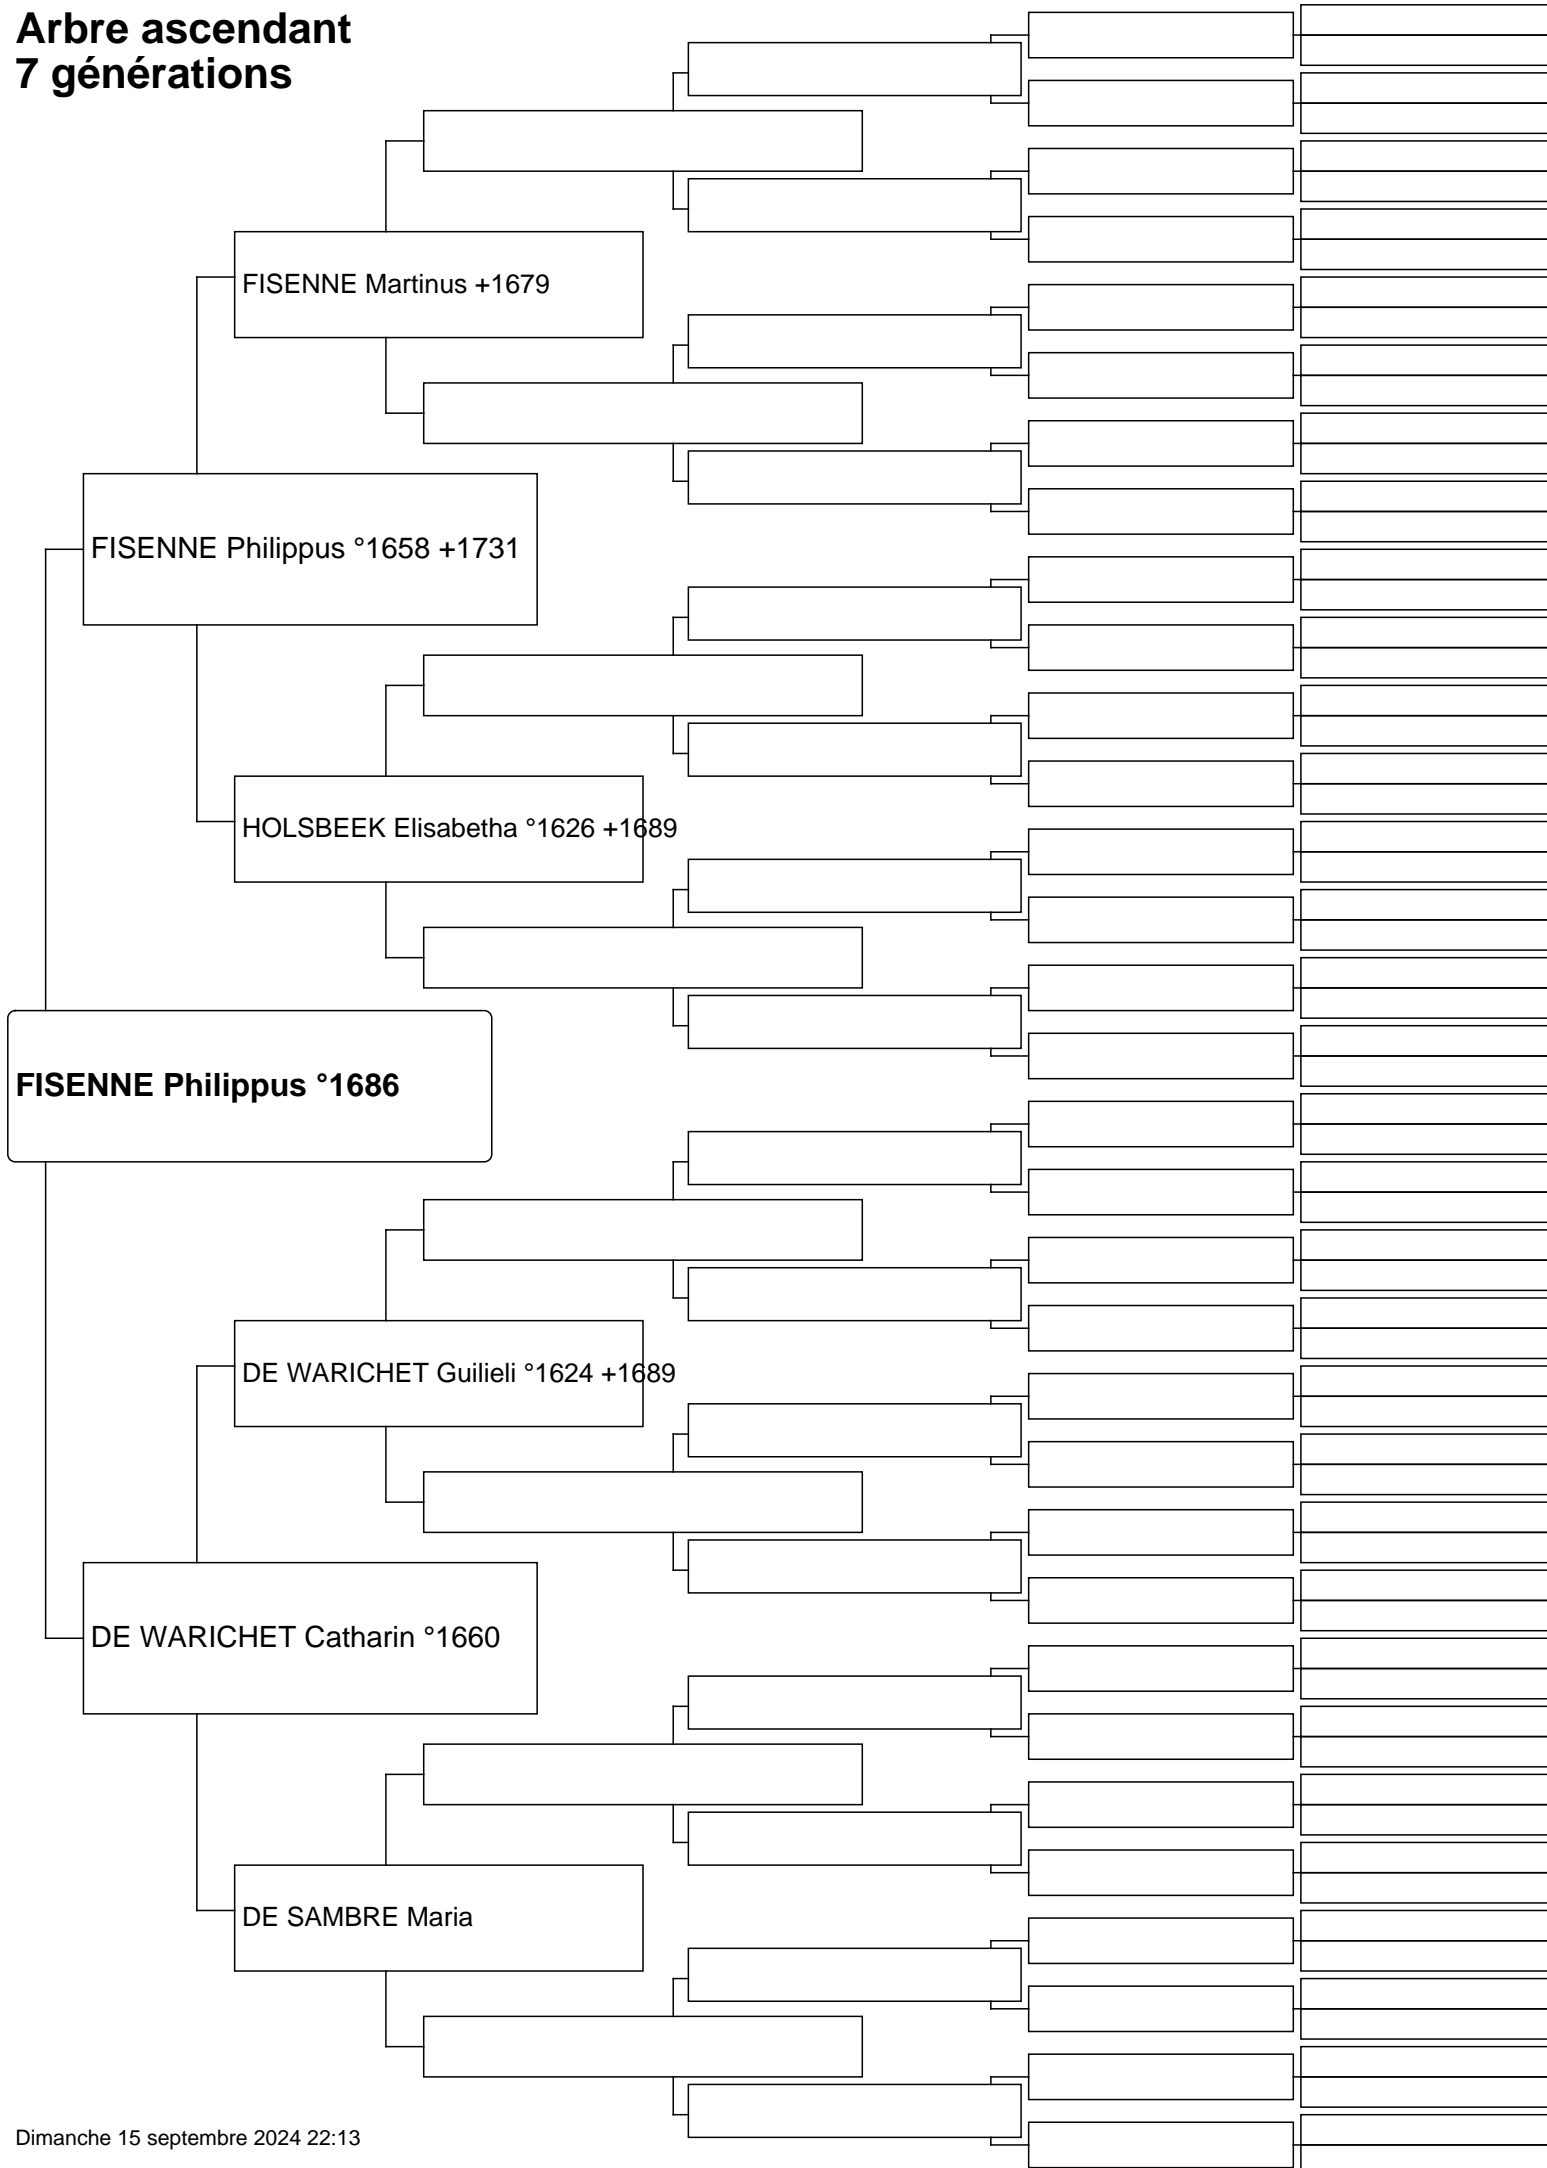 Arbre ascendant
7 générations
FISENNE Martinus +1679
FISENNE Philippus °1658 +1731
HOLSBEEK Elisabetha °1626 +1689
FISENNE Philippus °1686
DE WARICHET Guilieli °1624 +1689
DE WARICHET Catharin °1660
DE SAMBRE Maria
Dimanche 15 septembre 2024 22:13